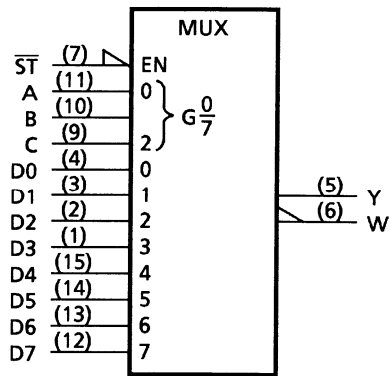 MUX
S̅T̅ (7) EN
A (11) 0
B (10) G 0/7
C (9) 2
D0 (4) 0
D1 (3) 1 (5) Y
D2 (2) 2 (6) W
D3 (1) 3
D4 (15) 4
D5 (14) 5
D6 (13) 6
D7 (12) 7